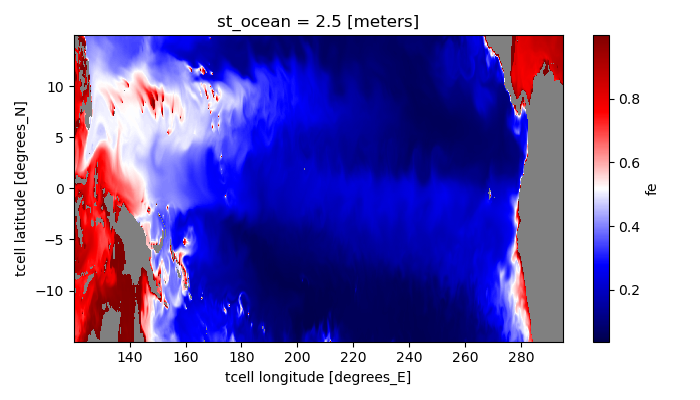 st_ocean = 2.5 [meters]
10
5
0
−5
−10
tcell latitude [degrees_N]
140 160 180 200 220 240 260 280
tcell longitude [degrees_E]
0.8
0.6
0.4
0.2
fe